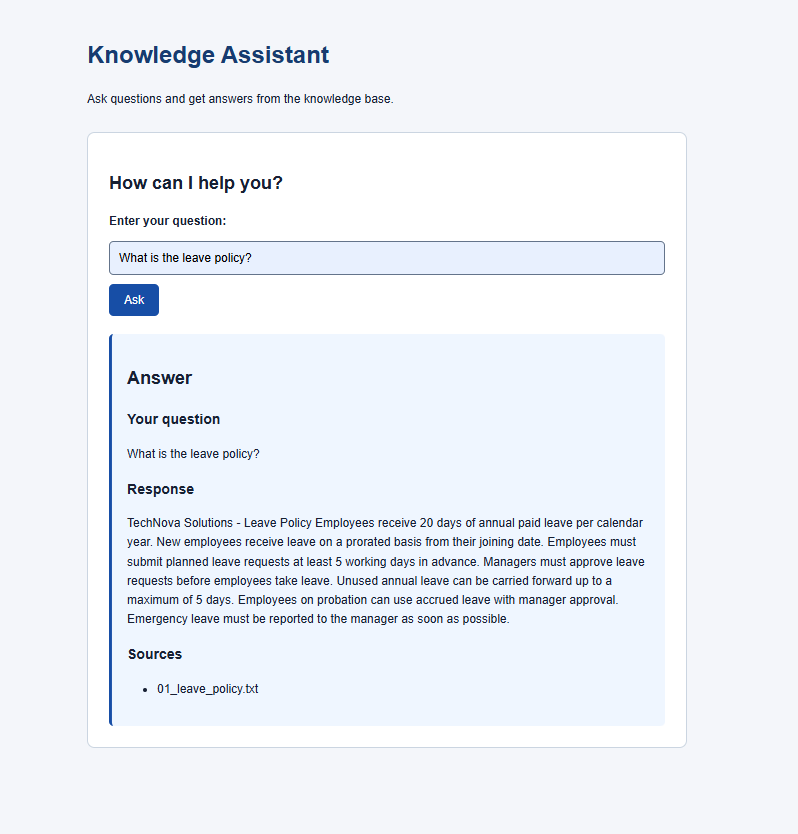 Knowledge Assistant
Ask questions and get answers from the knowledge base.
How can I help you?
Enter your question:
What is the leave policy?
Ask
Answer
Your question
What is the leave policy?
Response
TechNova Solutions - Leave Policy Employees receive 20 days of annual paid leave per calendar
year. New employees receive leave on a prorated basis from their joining date. Employees must
submit planned leave requests at least 5 working days in advance. Managers must approve leave
requests before employees take leave. Unused annual leave can be carried forward up to a
maximum of 5 days. Employees on probation can use accrued leave with manager approval.
Emergency leave must be reported to the manager as soon as possible.
Sources
• 01_leave_policy.txt